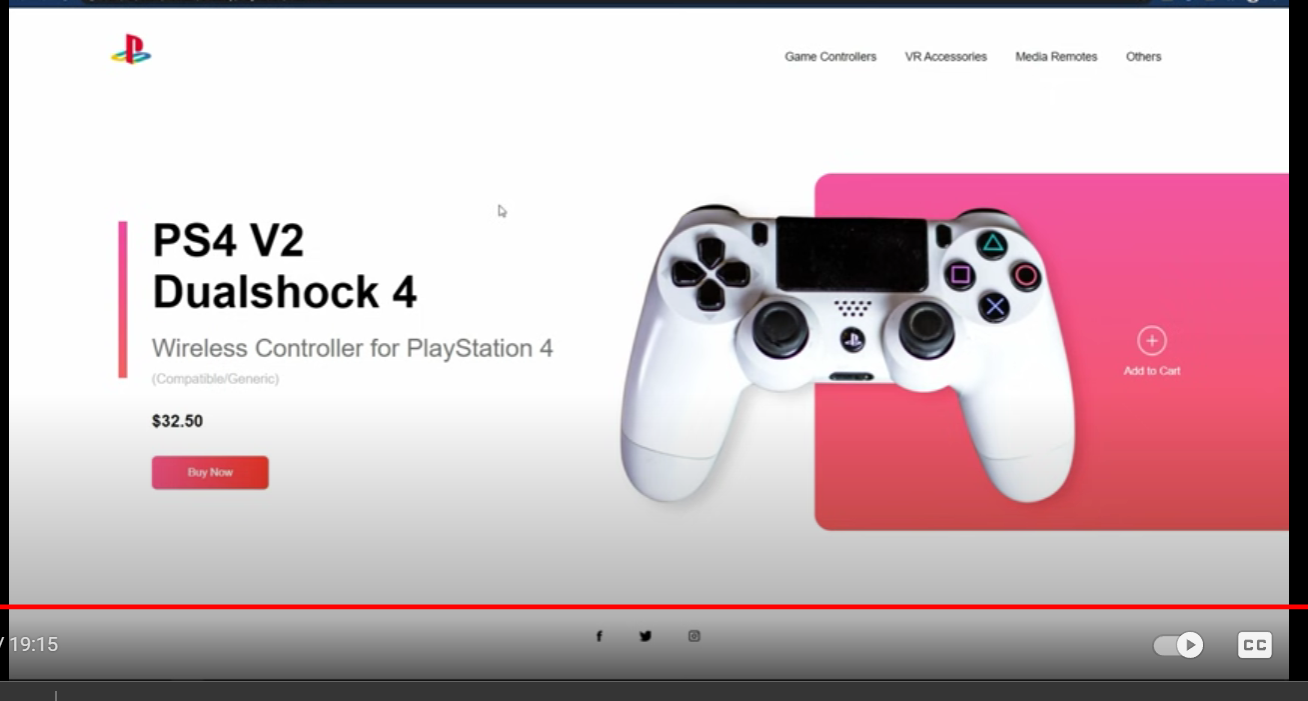 Game Controllers VR Accessories Media Remotes Others
PS4 V2
Dualshock 4
Wireless Controller for PlayStation 4
(Compatible/Generic)
$32.50
Buy Now
Add to Cart
/ 19:15
CC